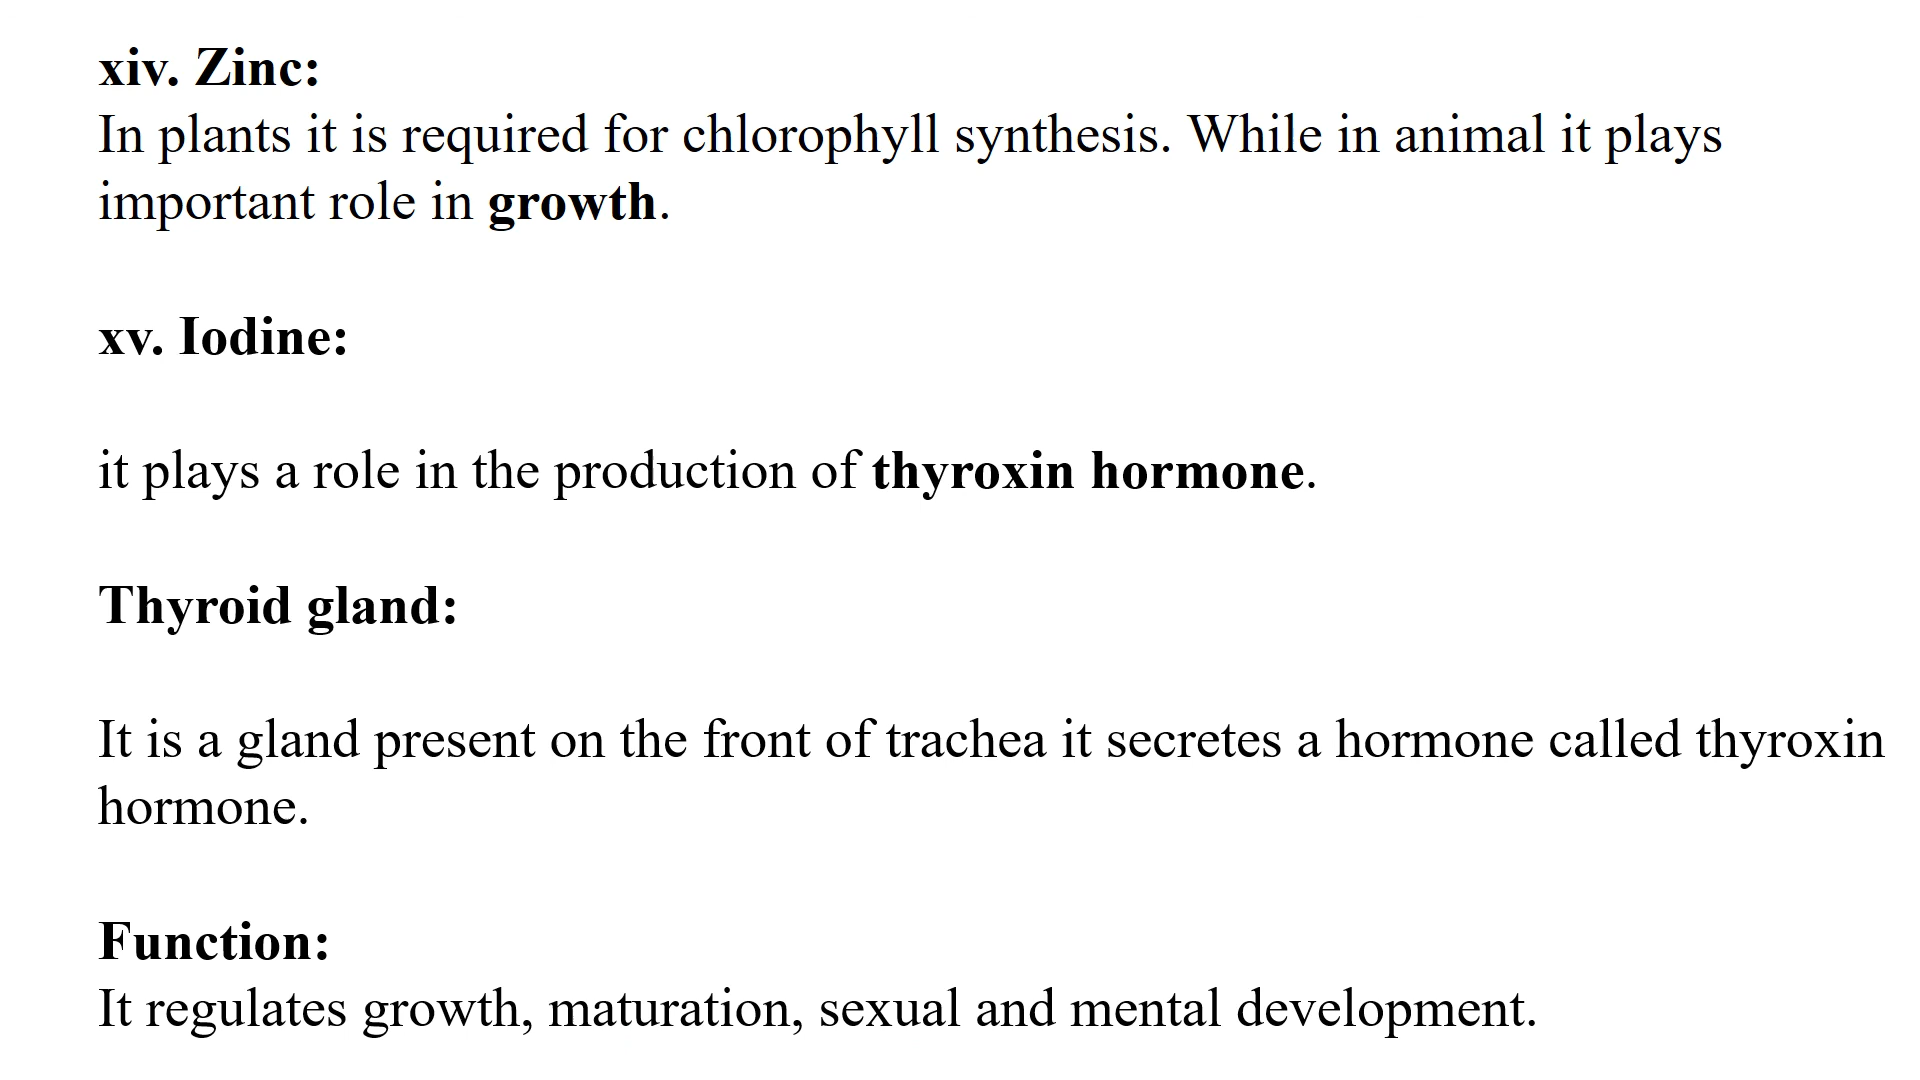 xiv. Zinc:
In plants it is required for chlorophyll synthesis. While in animal it plays
important role in growth.
xv. Iodine:
it plays a role in the production of thyroxin hormone.
Thyroid gland:
It is a gland present on the front of trachea it secretes a hormone called thyroxin
hormone.
Function:
It regulates growth, maturation, sexual and mental development.